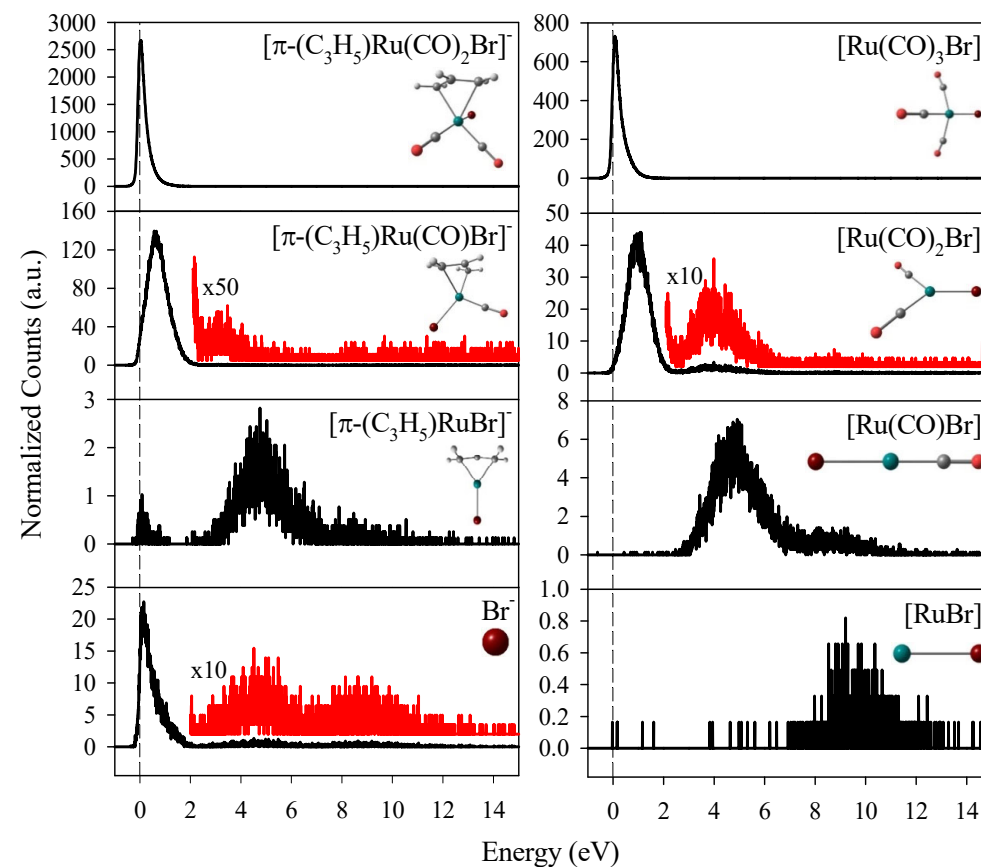 Normalized Counts (a.u.)
3000
2500
2000
1500
1000
500
0
[π-(C₃H₅)Ru(CO)₂Br]⁻
160
120
80
40
0
x50
[π-(C₃H₅)Ru(CO)Br]⁻
3
2
1
0
[π-(C₃H₅)RuBr]⁻
25
20
15
10
5
0
x10
Br⁻
0 2 4 6 8 10 12 14
800
600
400
200
0
[Ru(CO)₃Br]
50
40
30
20
10
0
x10
[Ru(CO)₂Br]
8
6
4
2
0
[Ru(CO)Br]
1.0
0.8
0.6
0.4
0.2
0.0
[RuBr]
0 2 4 6 8 10 12 14
Energy (eV)